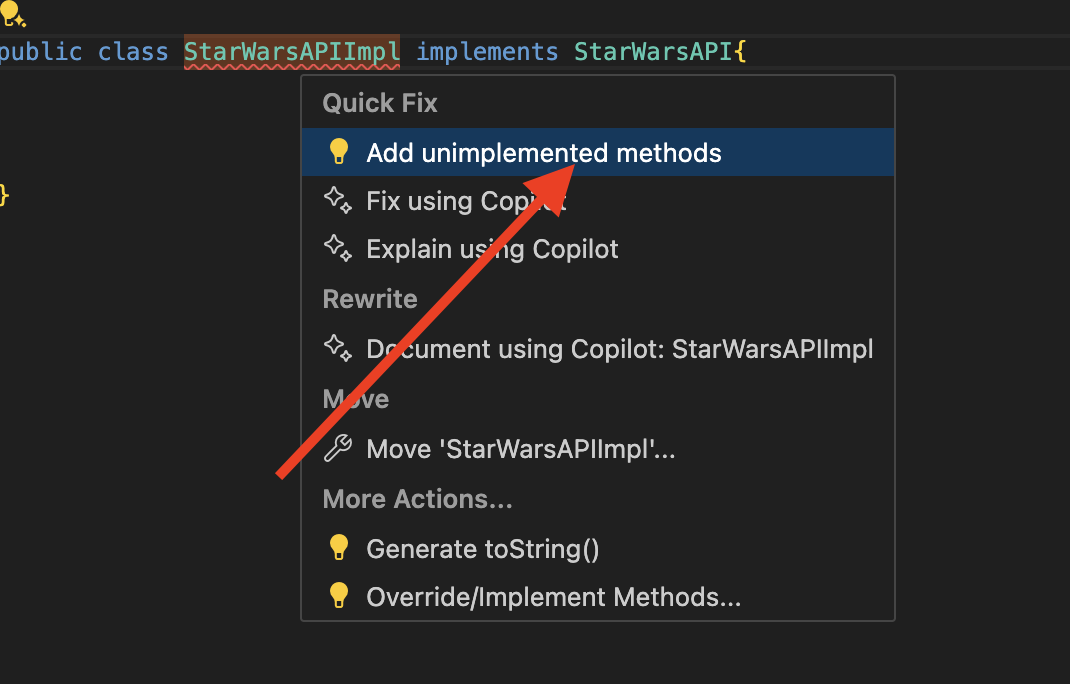 public class StarWarsAPIImpl implements StarWarsAPI{
Quick Fix
Add unimplemented methods
Fix using Copilot
Explain using Copilot
Rewrite
Document using Copilot: StarWarsAPIImpl
Move
Move 'StarWarsAPIImpl'...
More Actions...
Generate toString()
Override/Implement Methods...
}